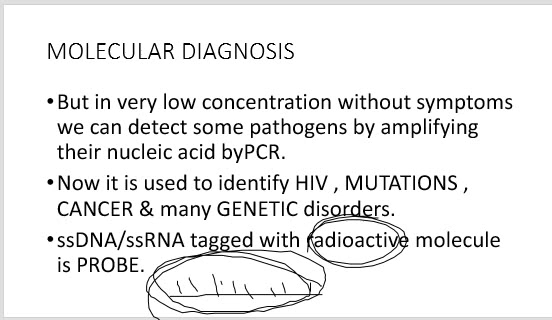 MOLECULAR DIAGNOSIS
•But in very low concentration without symptoms
we can detect some pathogens by amplifying
their nucleic acid byPCR.
•Now it is used to identify HIV , MUTATIONS ,
CANCER & many GENETIC disorders.
•ssDNA/ssRNA tagged with radioactive molecule
is PROBE.